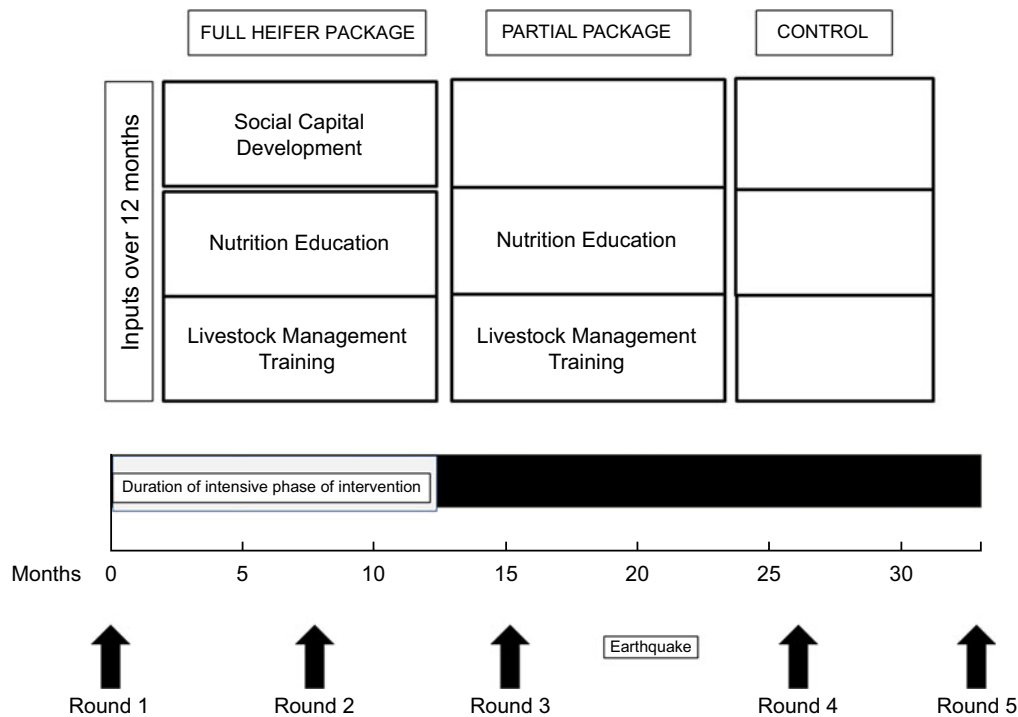 FULL HEIFER PACKAGE
PARTIAL PACKAGE
CONTROL
Inputs over 12 months
Social Capital
Development
Nutrition Education
Nutrition Education
Livestock Management
Training
Livestock Management
Training
Duration of intensive phase of intervention
Months 0 5 10 15 20 25 30
Earthquake
Round 1 Round 2 Round 3 Round 4 Round 5